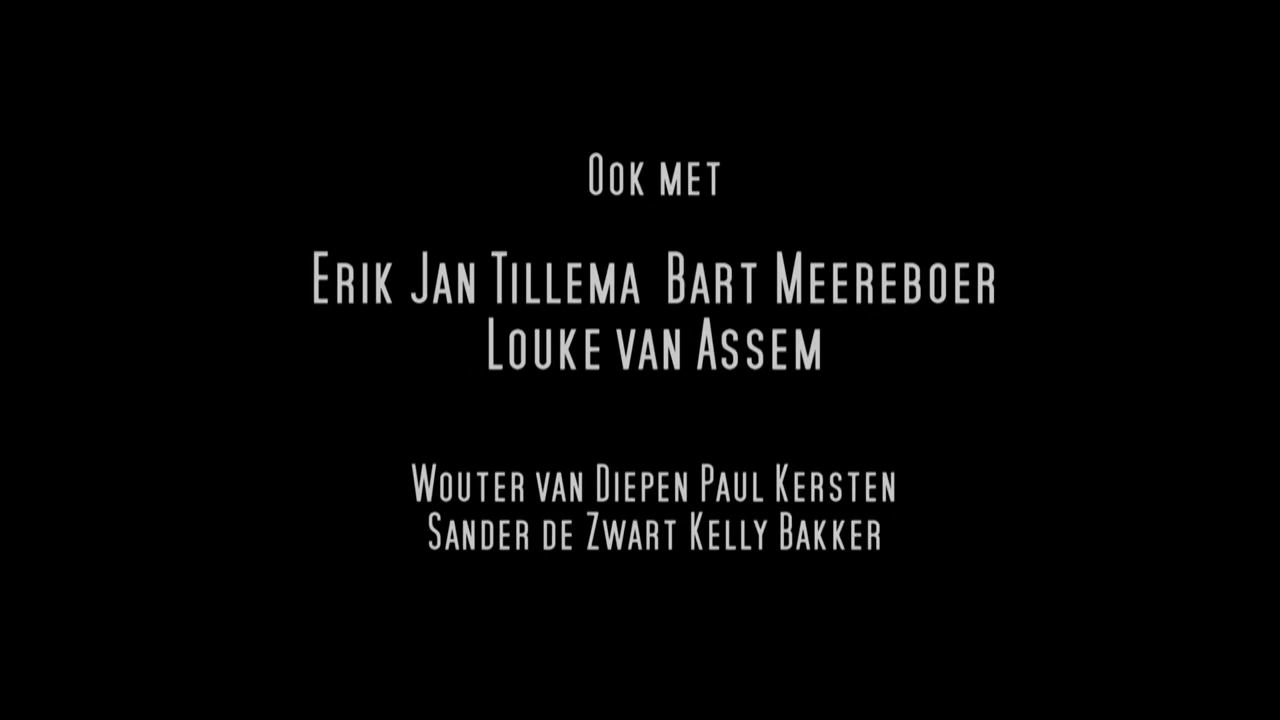 Ook met
Erik Jan Tillema Bart Meereboer
Louke van Assem
Wouter van Diepen Paul Kersten
Sander de Zwart Kelly Bakker